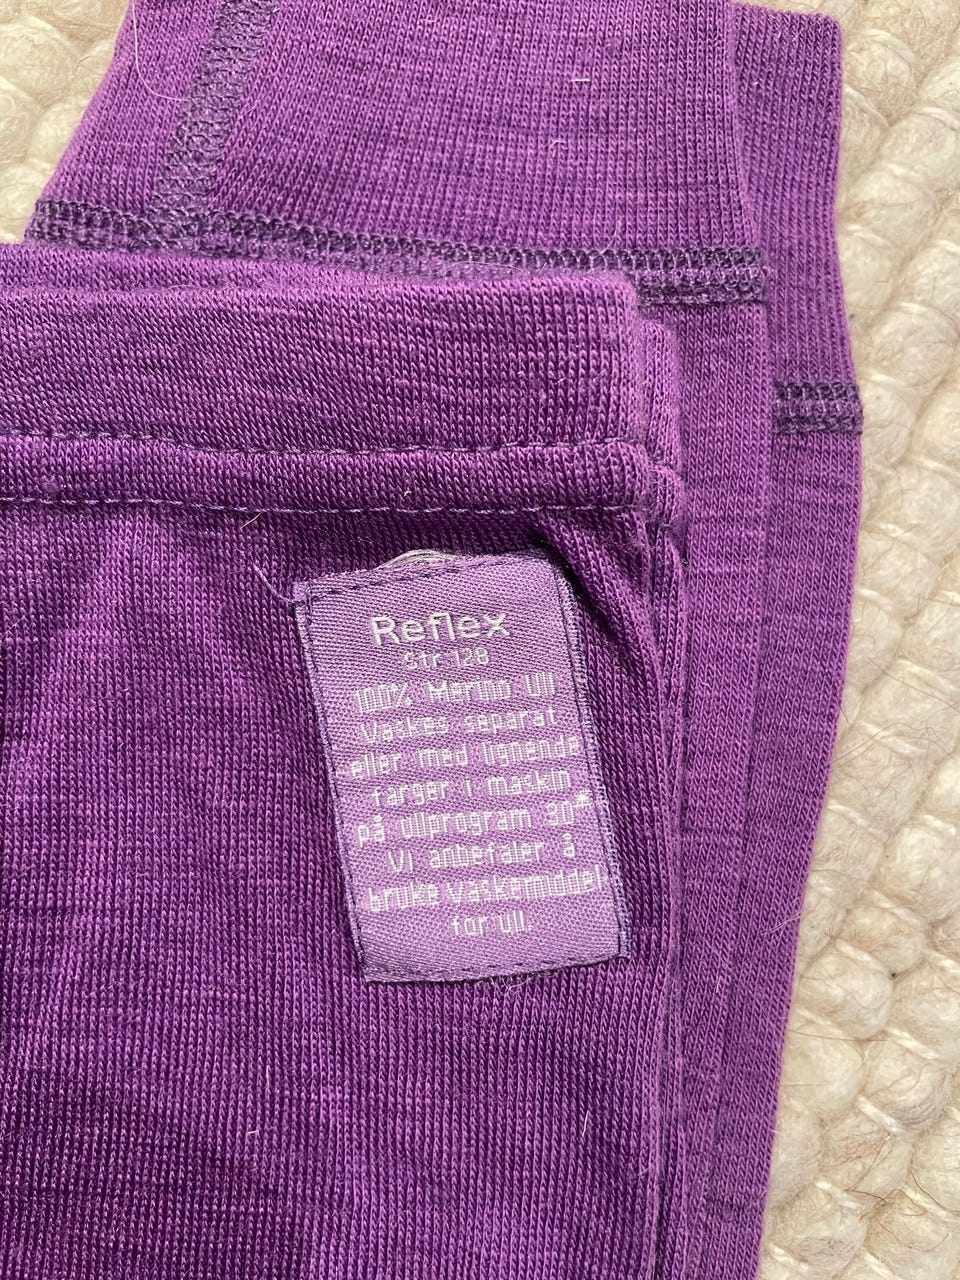 Reflex
Str 128
100% Merino Ull
Vaskes separat
eller med lignende
farger i maskin
på ullprogram 30°
Vi anbefaler å
bruke vaskemiddel
for ull.